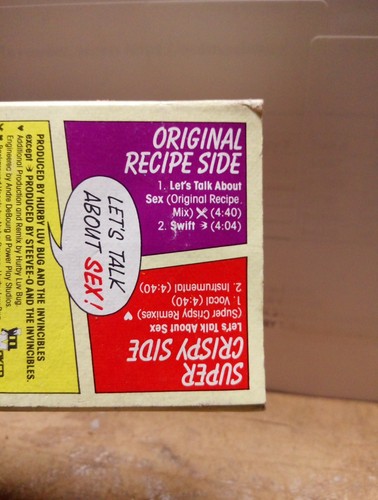 ORIGINAL
RECIPE SIDE
1. Let's Talk About
Sex (Original Recipe
Mix) (4:40)
2. Swift → (4:04)
LET'S TALK
ABOUT SEX!
SUPER
CRISPY SIDE
Let's Talk About Sex
(Super Crispy Remixes) ♥
1. Vocal (4:40)
2. Instrumental (4:40)
PRODUCED BY HURBY LUV BUG AND THE INVINCIBLES
except → PRODUCED BY STEEVEE-O AND THE INVINCIBLES.
♥ Additional Production and Remix by Hurby Luv Bug.
Engineered by Andre DeBourg at Power Play Studios